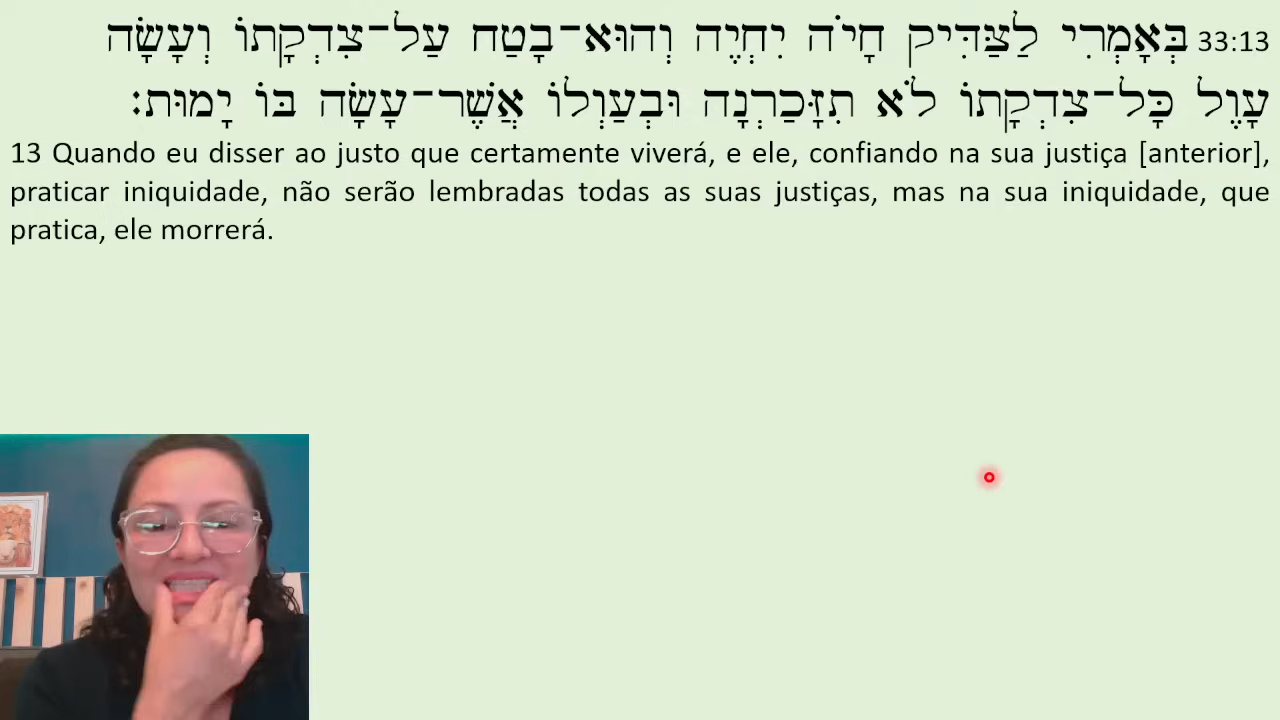 33:13 בְּאָמְרִי לַצַּדִּיק חָיֹה יִחְיֶה וְהוּא־בָטַח עַל־צִדְקָתוֹ וְעָשָׂה
עָוֶל כָּל־צִדְקָתוֹ לֹא תִזָּכַרְנָה וּבְעַוְלוֹ אֲשֶׁר־עָשָׂה בּוֹ יָמוּת׃
13 Quando eu disser ao justo que certamente viverá, e ele, confiando na sua justiça [anterior],
praticar iniquidade, não serão lembradas todas as suas justiças, mas na sua iniquidade, que
pratica, ele morrerá.